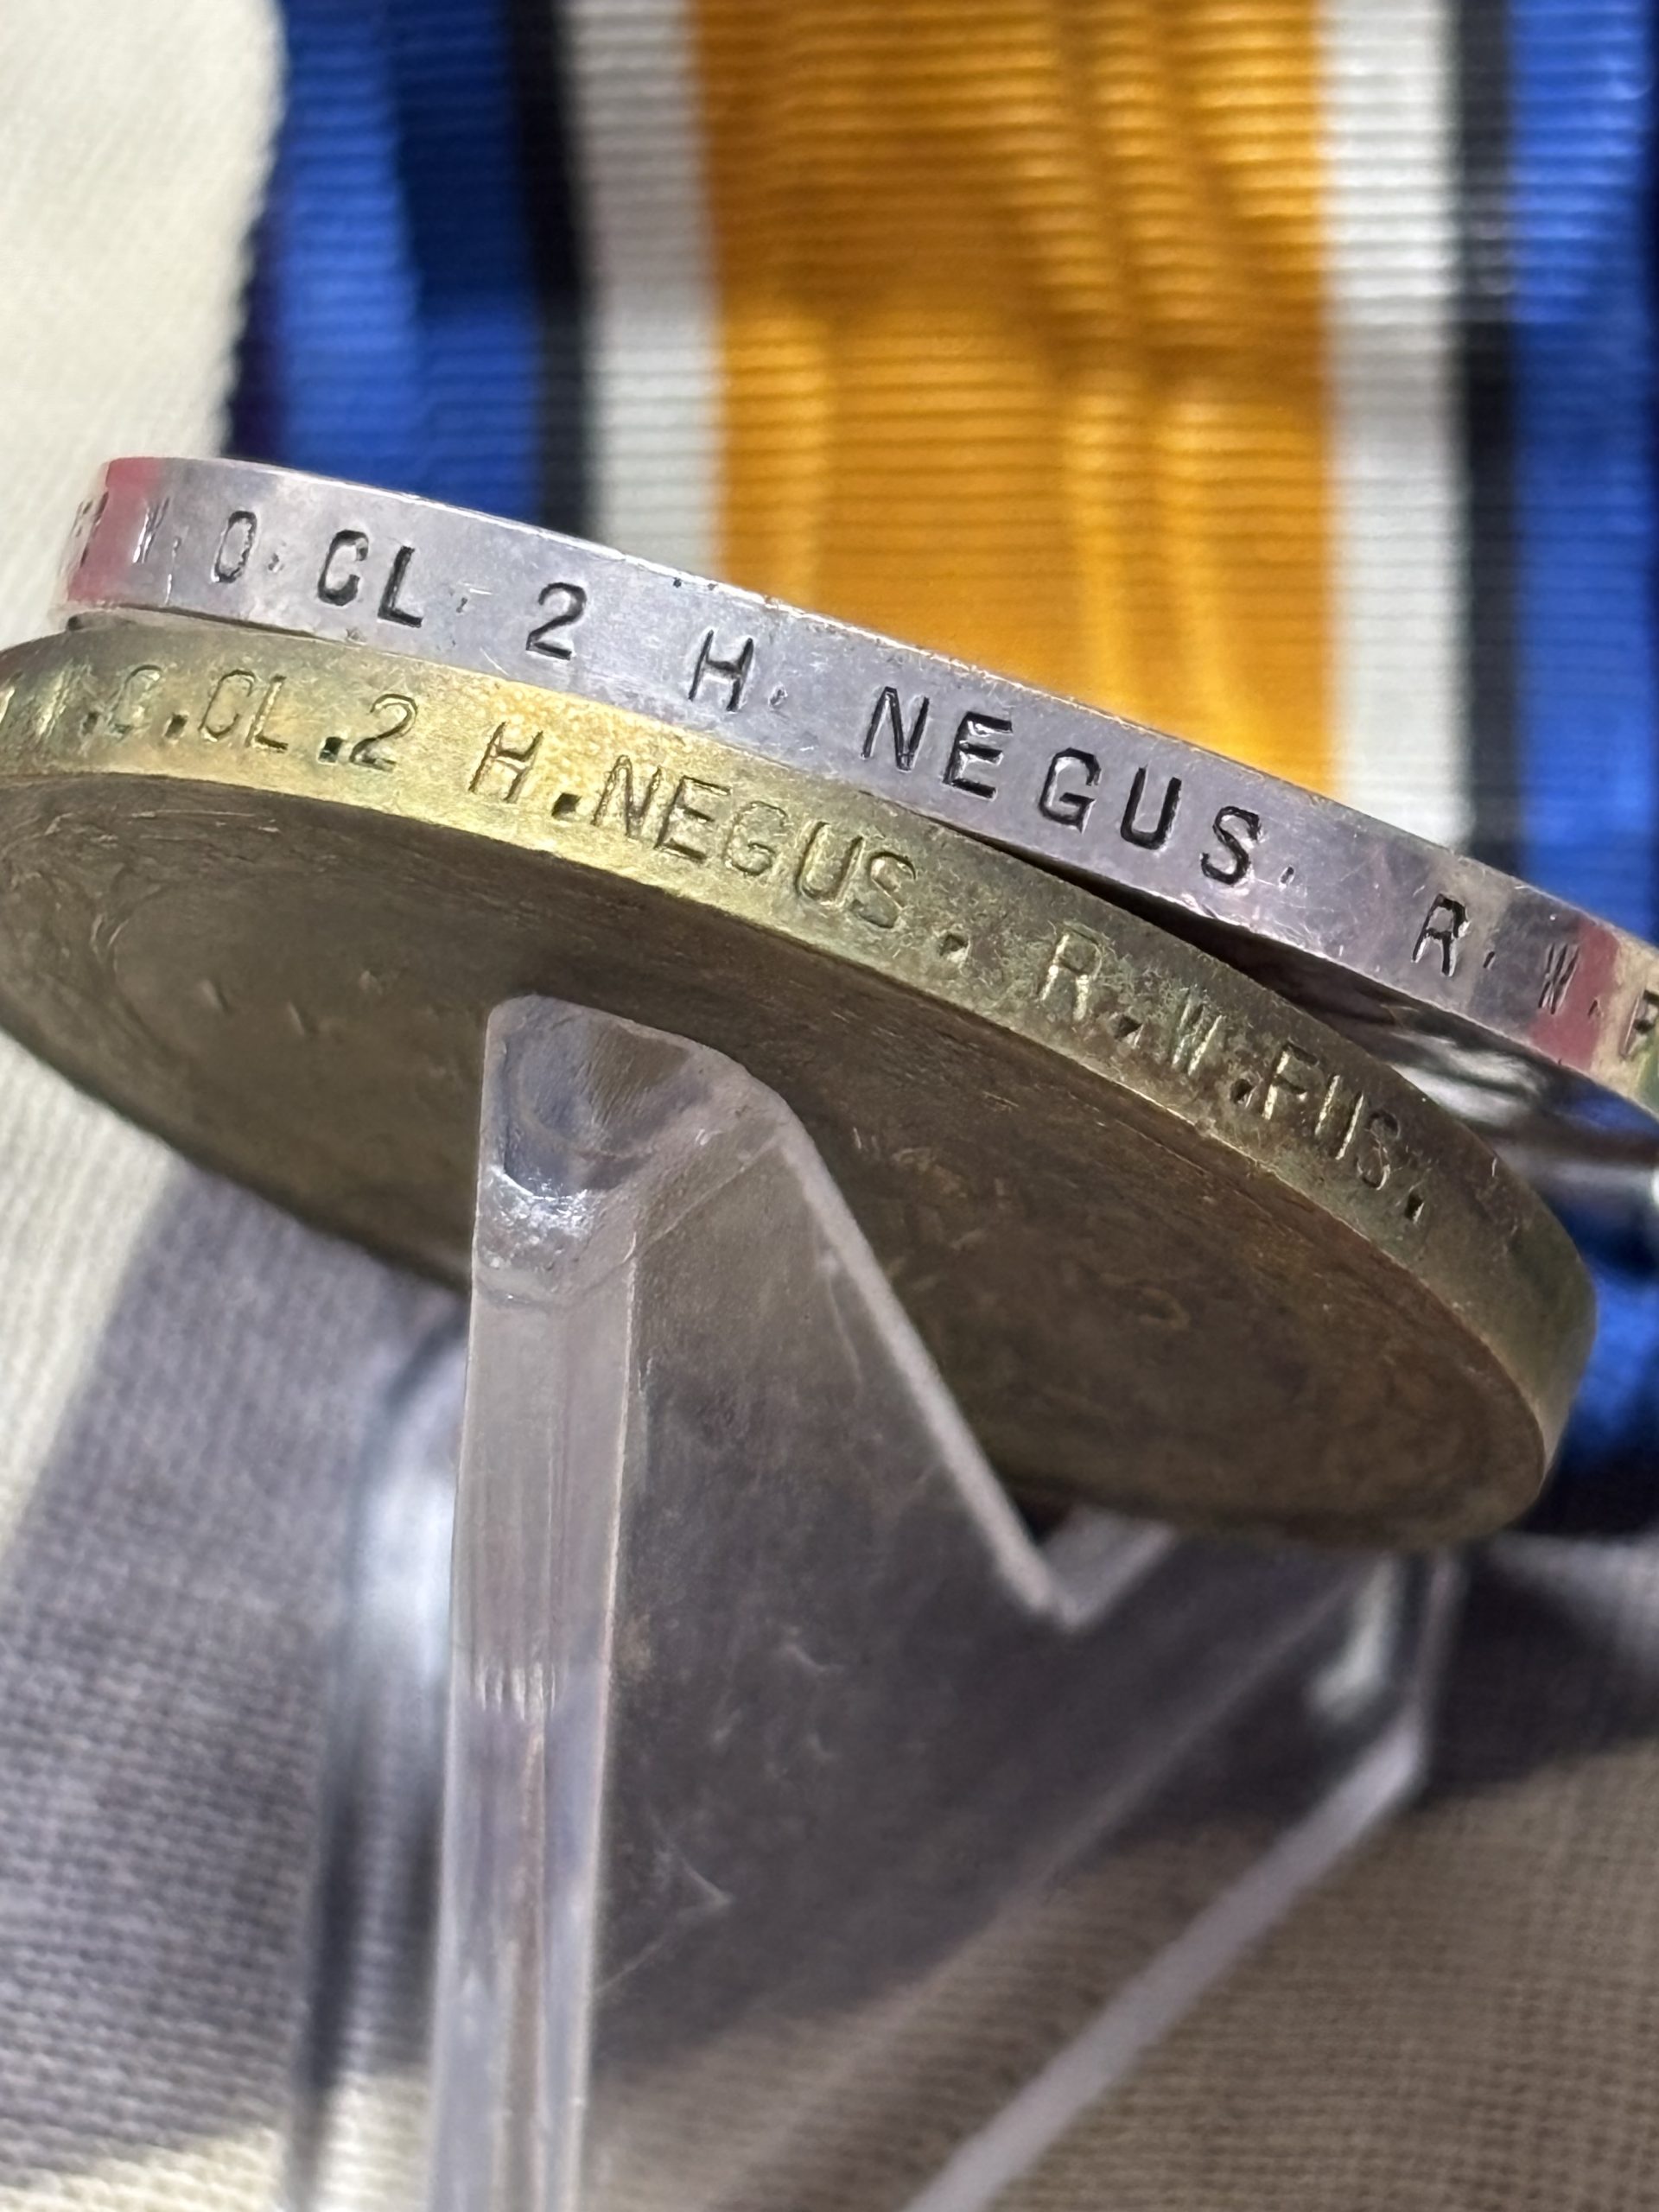 W. O. CL. 2 H. NEGUS. R. W. F
W.O.CL.2 H.NEGUS. R.W.FUS.